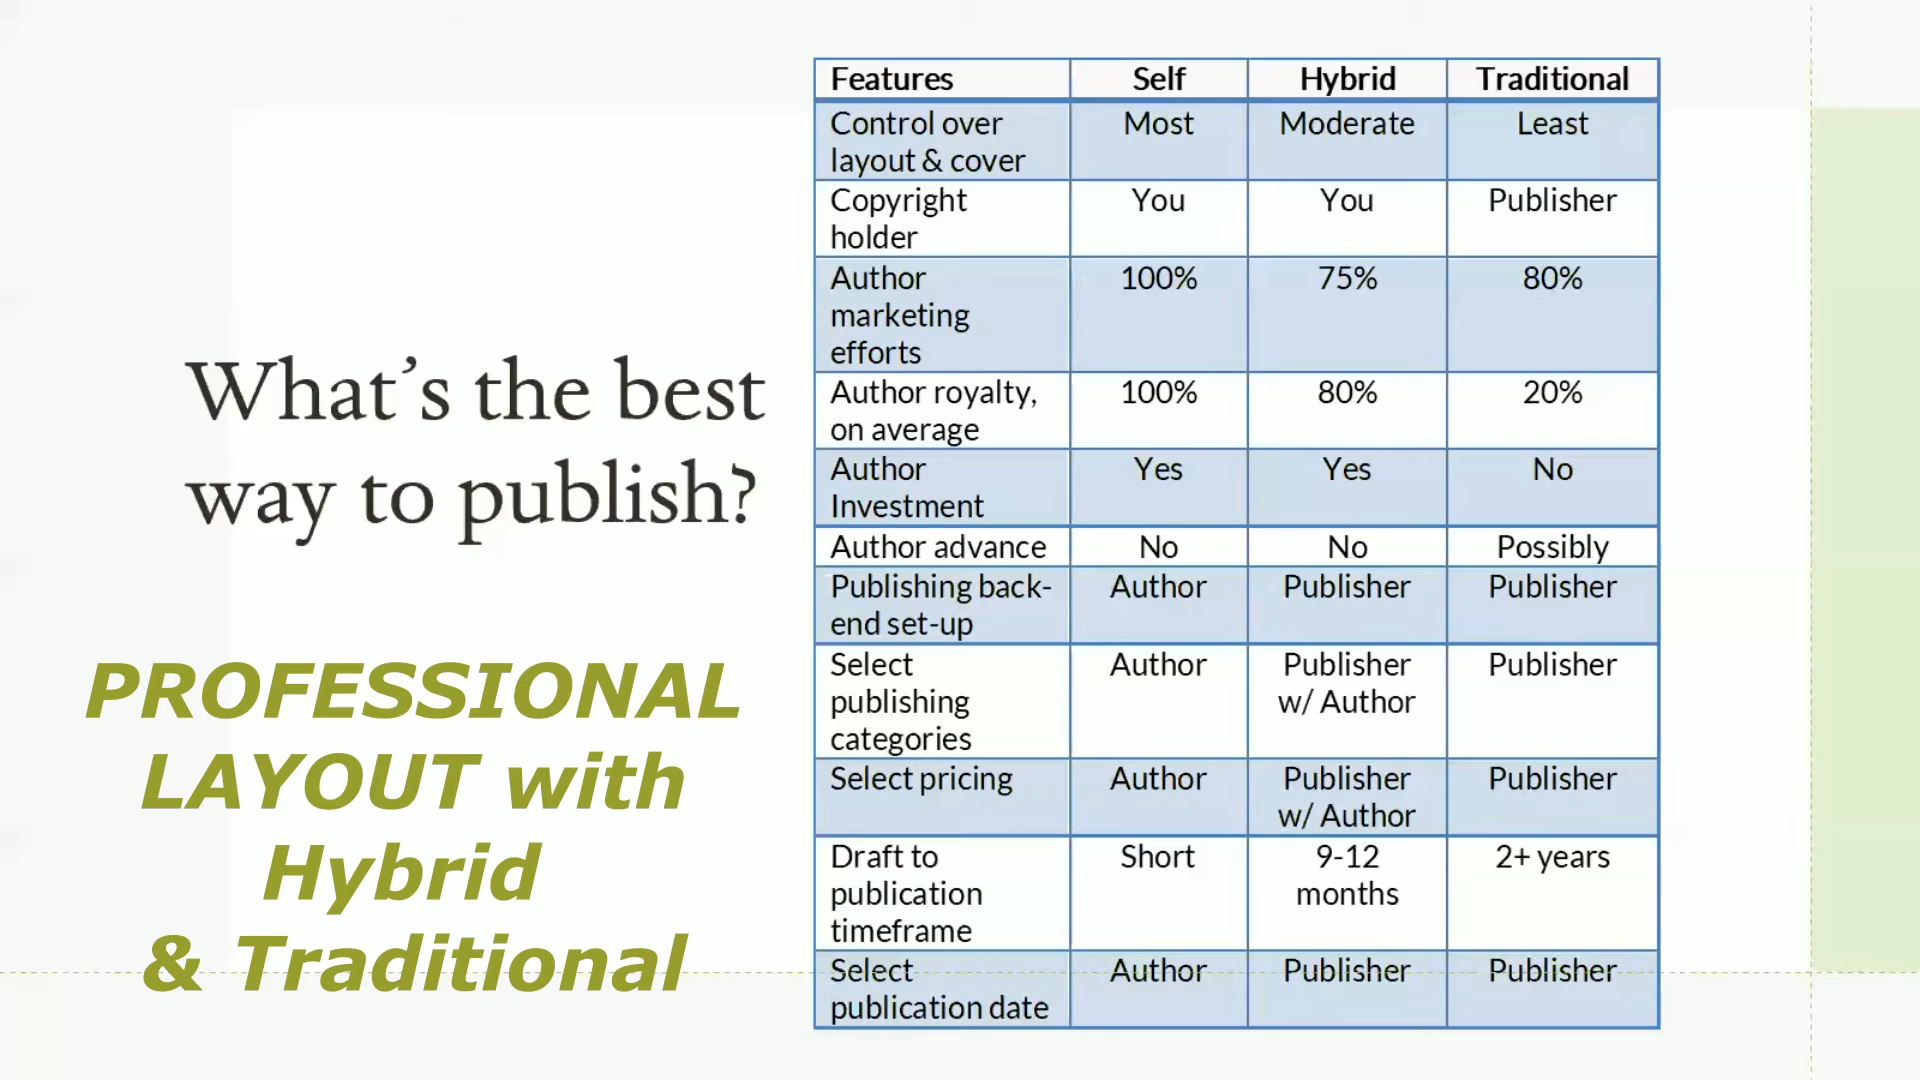 What's the best
way to publish?
PROFESSIONAL
LAYOUT with
Hybrid
& Traditional
Features Self Hybrid Traditional
Control over Most Moderate Least
layout & cover
Copyright You You Publisher
holder
Author 100% 75% 80%
marketing
efforts
Author royalty, 100% 80% 20%
on average
Author Yes Yes No
Investment
Author advance No No Possibly
Publishing back- Author Publisher Publisher
end set-up
Select Author Publisher Publisher
publishing w/ Author
categories
Select pricing Author Publisher Publisher
w/ Author
Draft to Short 9-12 2+ years
publication months
timeframe
Select Author Publisher Publisher
publication date